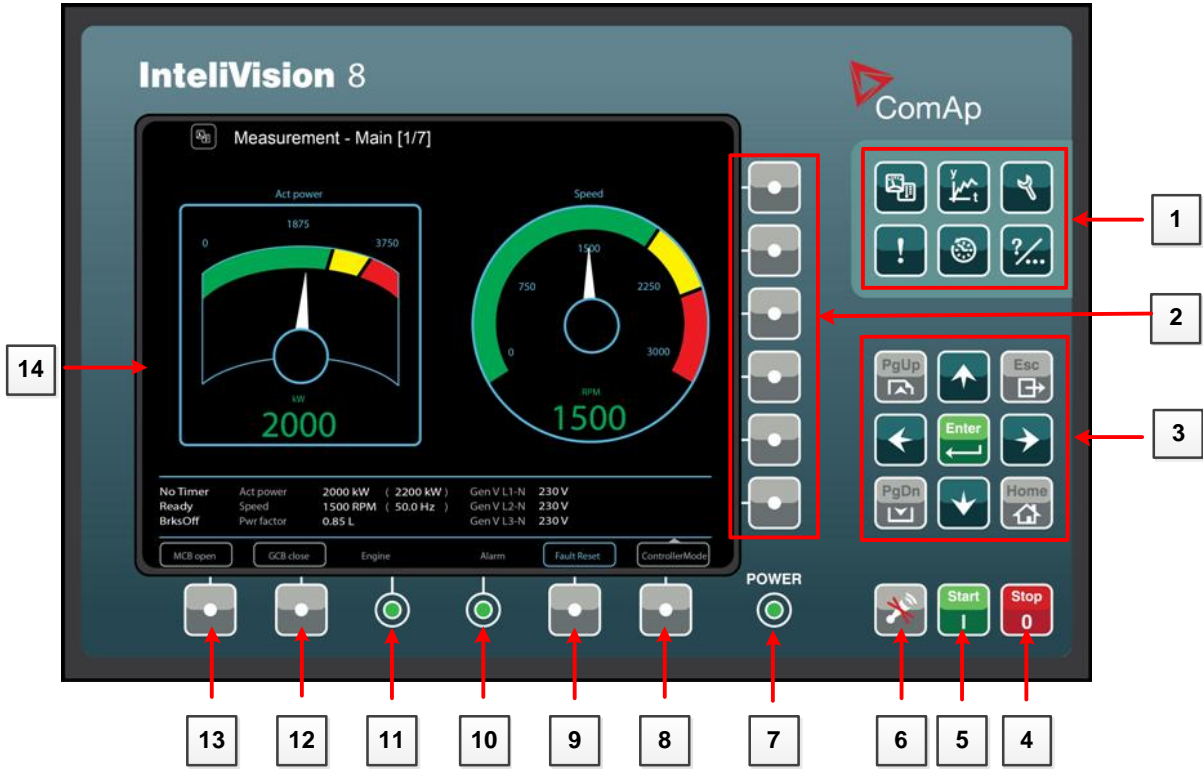 InteliVision 8
ComAp
Measurement - Main [1/7]
Act power
Speed
1875
0
3750
kW
2000
1500
750
2250
0
3000
RPM
1500
No Timer Act power 2000 kW ( 2200 kW ) Gen V L1-N 230 V
Ready Speed 1500 RPM ( 50.0 Hz ) Gen V L2-N 230 V
BrksOff Pwr factor 0.85 L Gen V L3-N 230 V
MCB open GCB close Engine Alarm Fault Reset ControllerMode
POWER
y
t
!
?/...
PgUp
Esc
Enter
PgDn
Home
Start
I
Stop
0
1
2
3
14
13
12
11
10
9
8
7
6
5
4